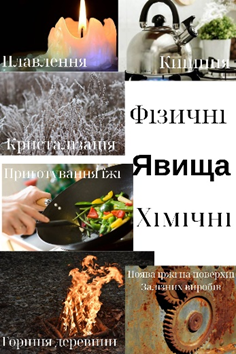 Плавлення
Кипіння
Кристалізація
Фізичні
Явища
Хімічні
Приготування їжі
Горіння деревини
Поява іржі на поверхні
Залізних виробів